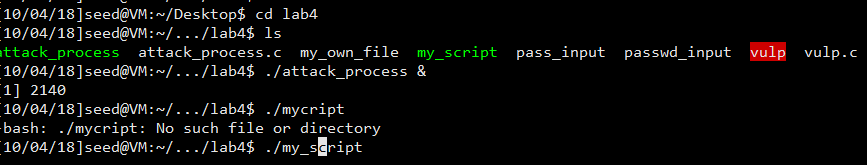 [10/04/18]seed@VM:~/Desktop$ cd lab4
[10/04/18]seed@VM:~/.../lab4$ ls
attack_process  attack_process.c  my_own_file  my_script  pass_input  passwd_input  vulp  vulp.c
[10/04/18]seed@VM:~/.../lab4$ ./attack_process &
[1] 2140
[10/04/18]seed@VM:~/.../lab4$ ./mycript
-bash: ./mycript: No such file or directory
[10/04/18]seed@VM:~/.../lab4$ ./my_script